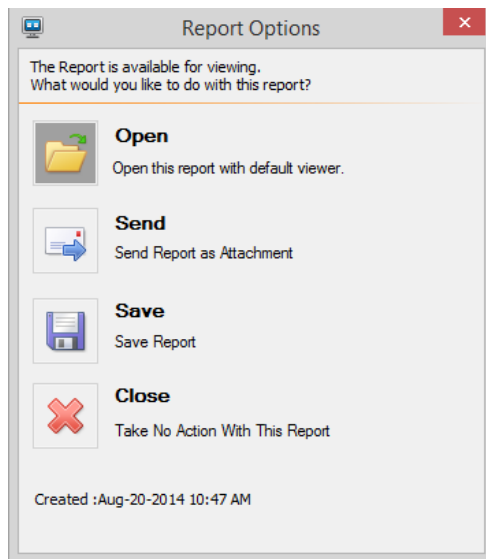 Report Options
The Report is available for viewing.
What would you like to do with this report?
Open
Open this report with default viewer.
Send
Send Report as Attachment
Save
Save Report
Close
Take No Action With This Report
Created :Aug-20-2014 10:47 AM